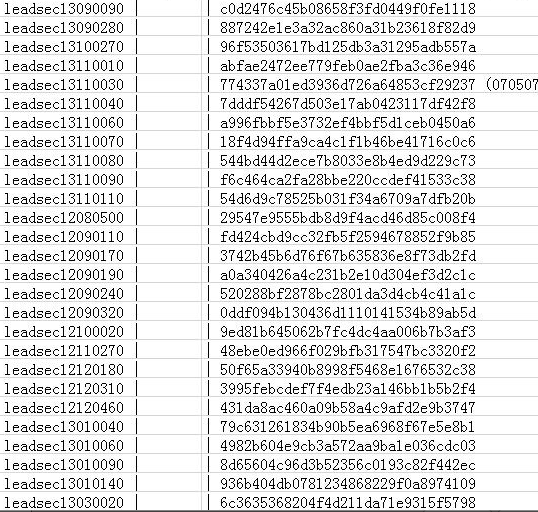 leadsec13090090 | | c0d2476c45b08658f3fd0449f0fe1118
leadsec13090280 | | 887242e1e3a32ac860a31b23618f82d9
leadsec13100270 | | 96f53503617bd125db3a31295adb557a
leadsec13110010 | | abfae2472ee779feb0ae2fba3c36e946
leadsec13110030 | | 774337a01ed3936d726a64853cf29237 (070507
leadsec13110040 | | 7dddf54267d503e17ab0423117df42f8
leadsec13110060 | | a996fbbf5e3732ef4bbf5d1ceb0450a6
leadsec13110070 | | 18f4d94ffa9ca4c1f1b46be41716c0c6
leadsec13110080 | | 544bd44d2ece7b8033e8b4ed9d229c73
leadsec13110090 | | f6c464ca2fa28bbe220ccdef41533c38
leadsec13110110 | | 54d6d9c78525b031f34a6709a7dfb20b
leadsec12080500 | | 29547e9555bdb8d9f4acd46d85c008f4
leadsec12090110 | | fd424cbd9cc32fb5f2594678852f9b85
leadsec12090170 | | 3742b45b6d76f67b635836e8f73db2fd
leadsec12090190 | | a0a340426a4c231b2e10d304ef3d2c1c
leadsec12090240 | | 520288bf2878bc2801da3d4cb4c41a1c
leadsec12090320 | | 0ddf094b130436d1110141534b89ab5d
leadsec12100020 | | 9ed81b645062b7fc4dc4aa006b7b3af3
leadsec12110270 | | 48ebe0ed966f029bfb317547bc3320f2
leadsec12120180 | | 50f65a33940b8998f5468e1676532c38
leadsec12120310 | | 3995febcdef7f4edb23a146bb1b5b2f4
leadsec12120460 | | 431da8ac460a09b58a4c9afd2e9b3747
leadsec13010040 | | 79c631261834b90b5ea6968f67e5e8b1
leadsec13010060 | | 4982b604e9cb3a572aa9ba1e036cdc03
leadsec13010090 | | 8d65604c96d3b52356c0193c82f442ec
leadsec13010140 | | 936b404db0781234868229f0a8974109
leadsec13030020 | | 6c3635368204f4d211da71e9315f5798